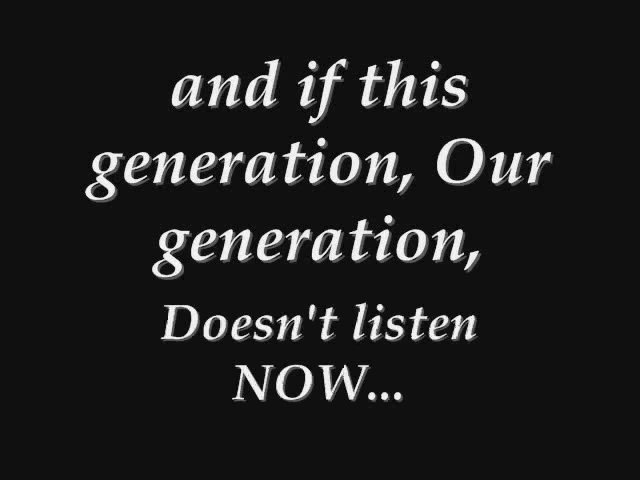 and if this
generation, Our
generation,
Doesn't listen
NOW...